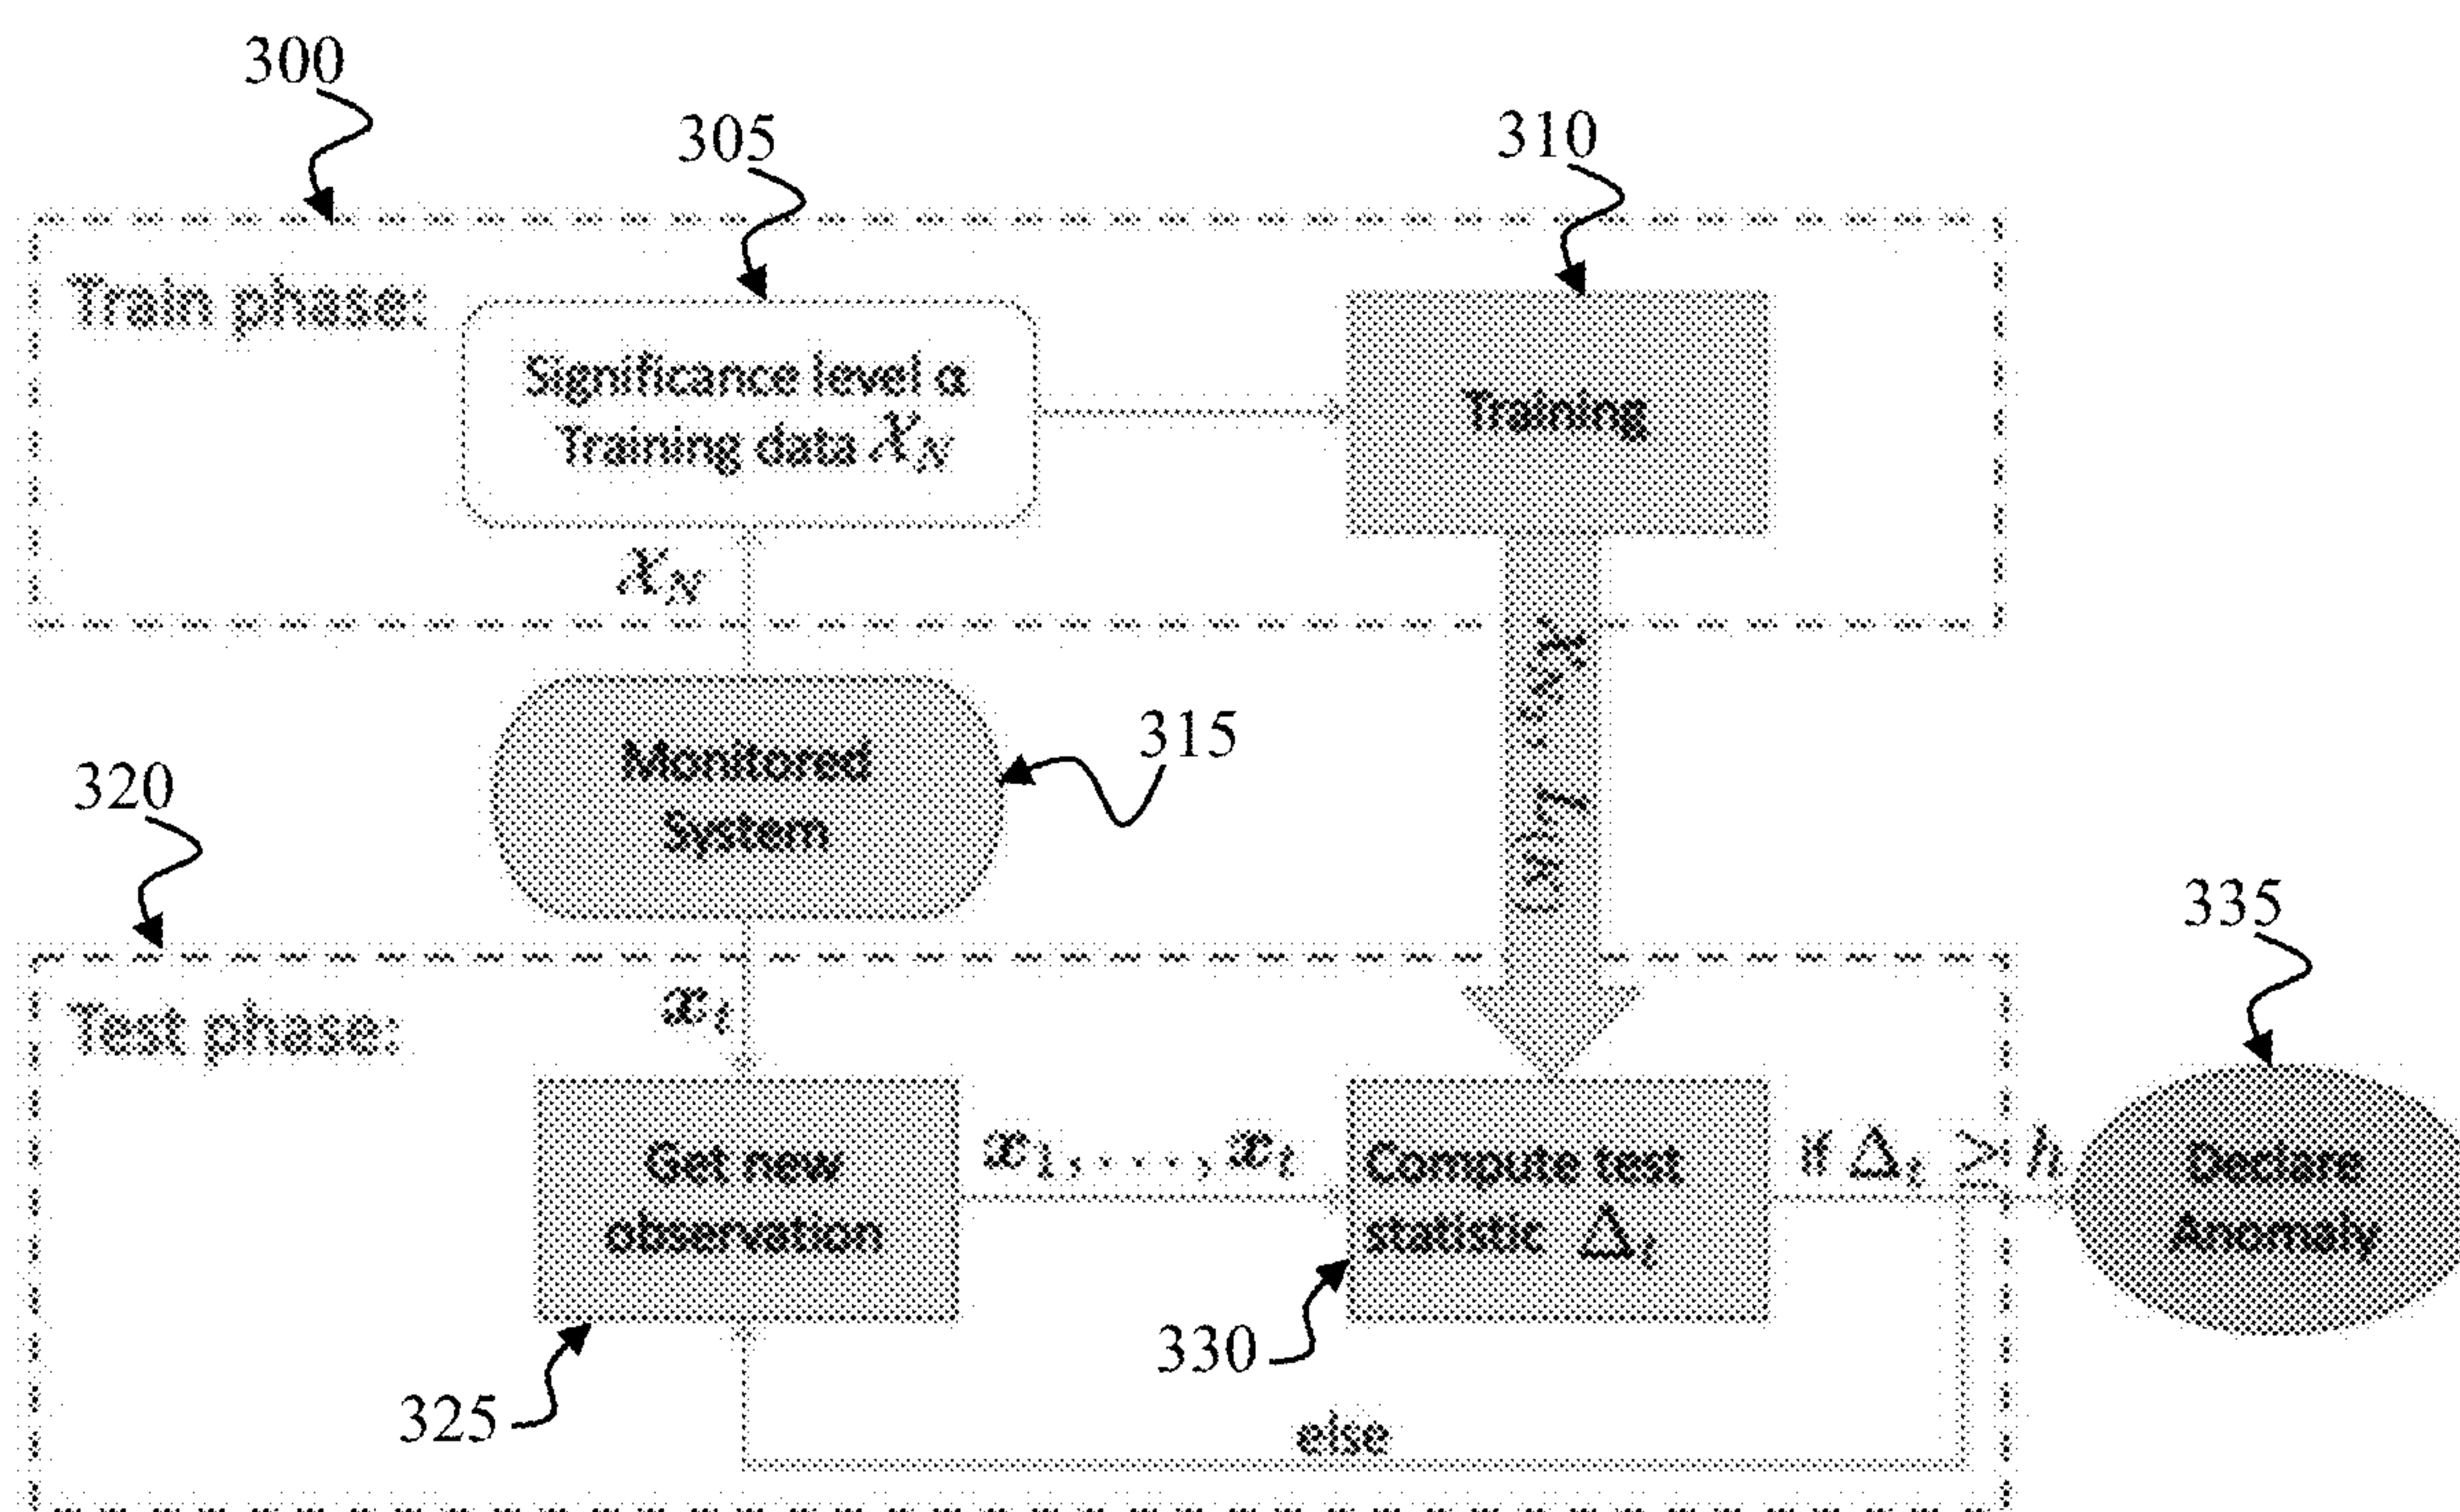 300
305
310
Train phase:
Significance level α
Training data X_N
Training
X_N
Monitored
System
315
320
335
Test phase:
x_t
Get new
observation
x_1, . . . , x_t
Compute test
statistic Δ_t
if Δ_t ≥ h
Declare
Anomaly
325
330
else